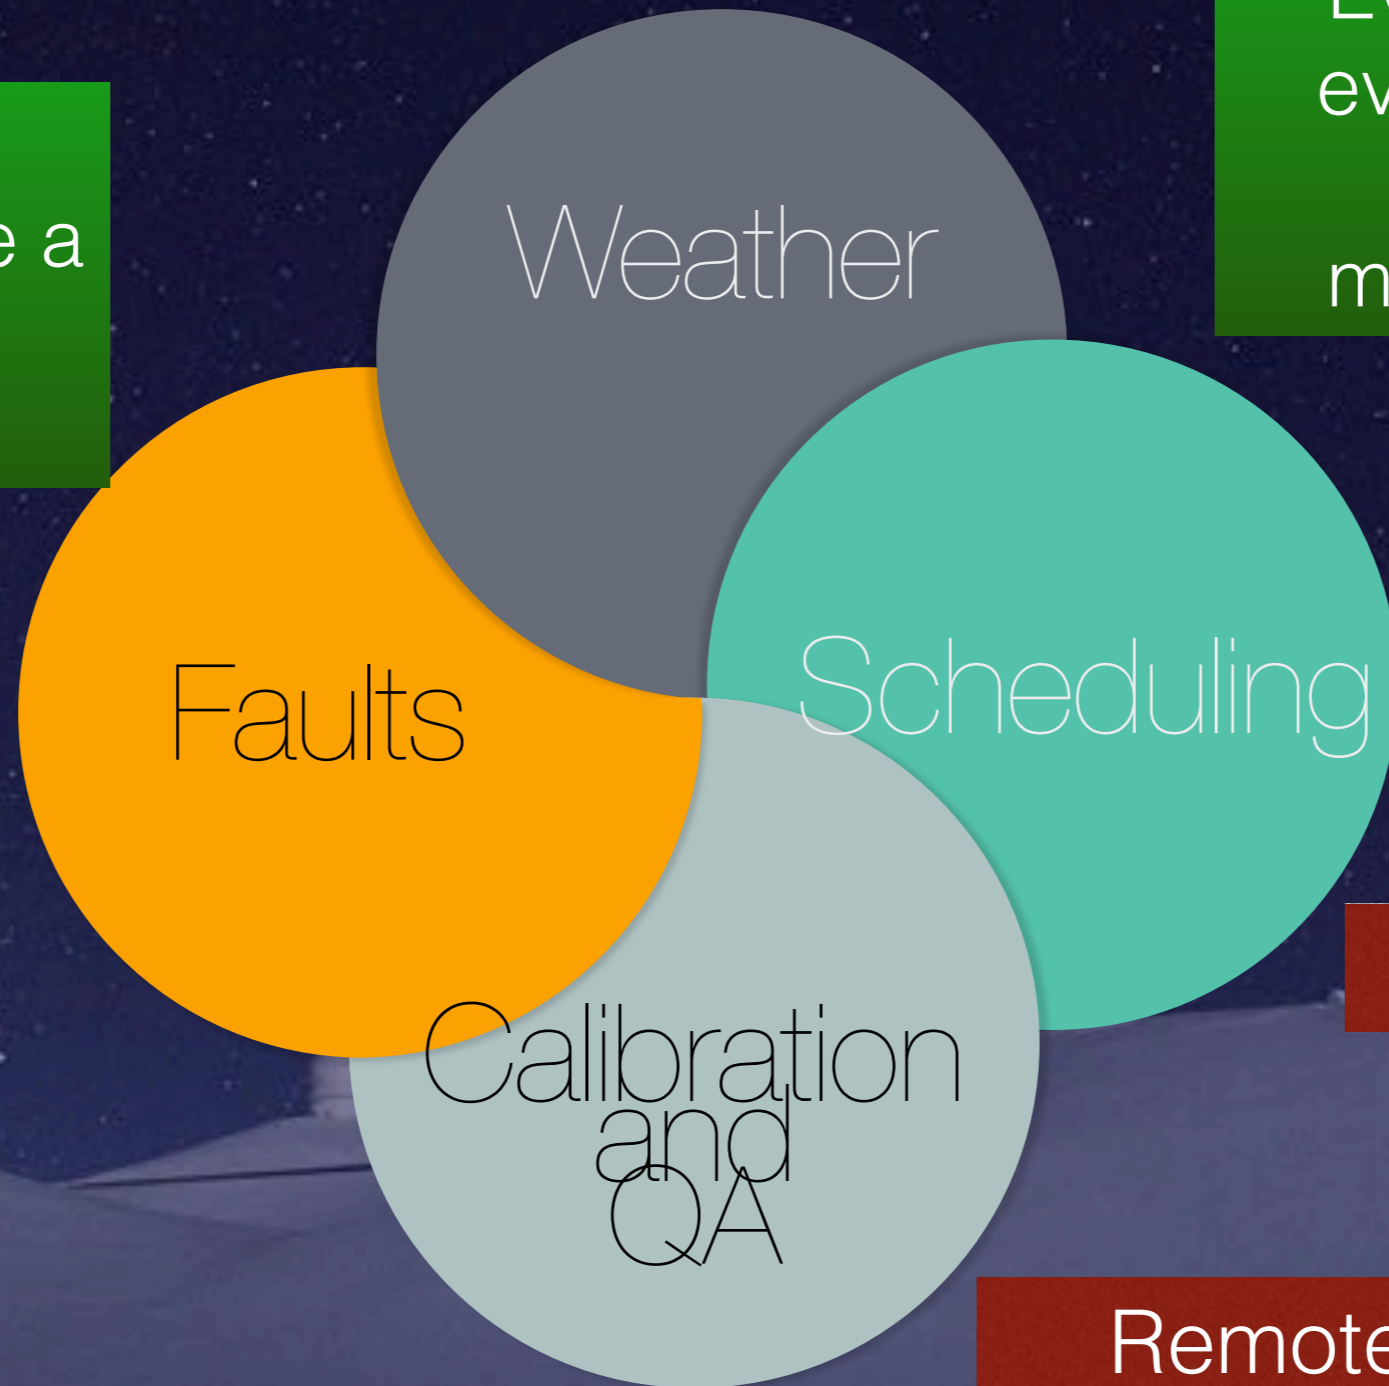 e a
ev
m
Weather
Faults
Scheduling
Calibration
and
QA
Remote